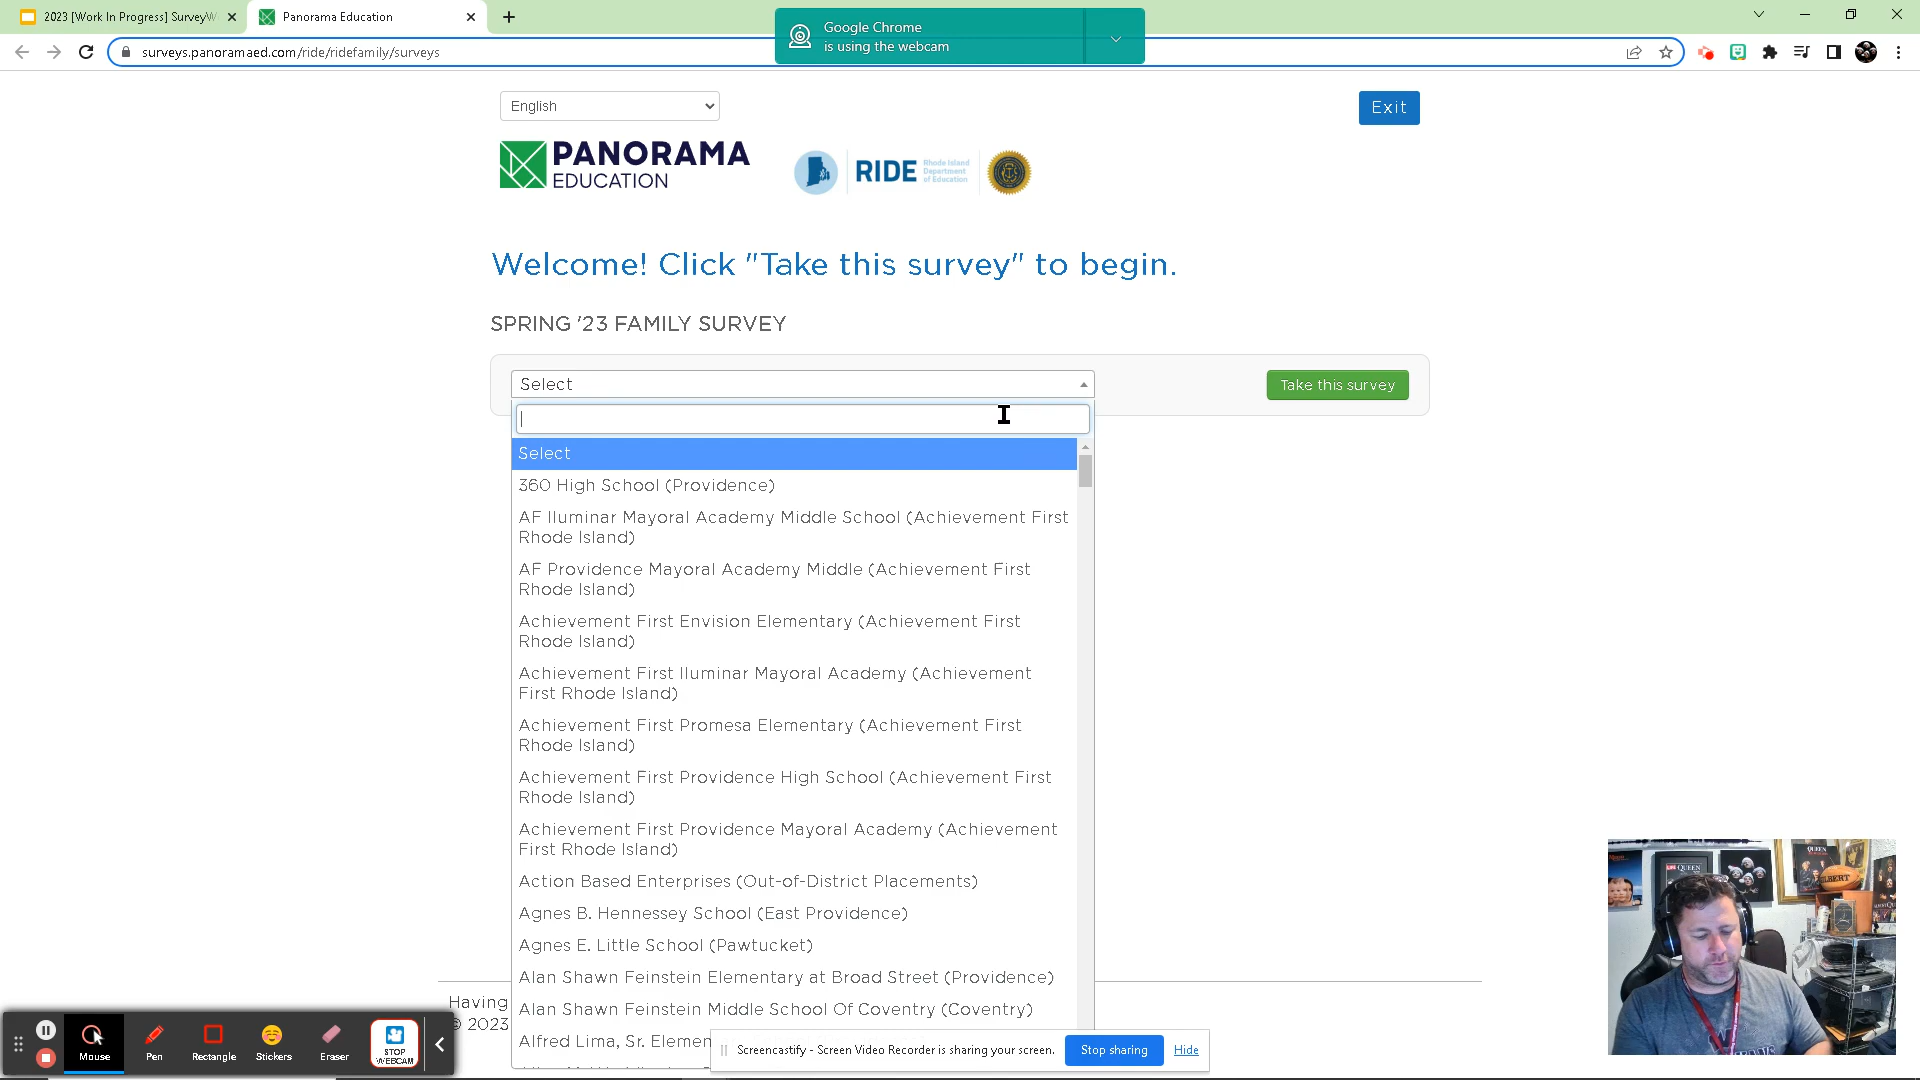 2023 [Work In Progress] SurveyW
Panorama Education
Google Chrome
is using the webcam
surveys.panoramaed.com/ride/ridefamily/surveys
English
Exit
PANORAMA
EDUCATION
RIDE
Rhode Island
Department
of Education
Welcome! Click "Take this survey" to begin.
SPRING '23 FAMILY SURVEY
Select
Take this survey
Select
360 High School (Providence)
AF Iluminar Mayoral Academy Middle School (Achievement First
Rhode Island)
AF Providence Mayoral Academy Middle (Achievement First
Rhode Island)
Achievement First Envision Elementary (Achievement First
Rhode Island)
Achievement First Iluminar Mayoral Academy (Achievement
First Rhode Island)
Achievement First Promesa Elementary (Achievement First
Rhode Island)
Achievement First Providence High School (Achievement First
Rhode Island)
Achievement First Providence Mayoral Academy (Achievement
First Rhode Island)
Action Based Enterprises (Out-of-District Placements)
Agnes B. Hennessey School (East Providence)
Agnes E. Little School (Pawtucket)
Alan Shawn Feinstein Elementary at Broad Street (Providence)
Alan Shawn Feinstein Middle School Of Coventry (Coventry)
Alfred Lima, Sr. Elemen
Having
© 2023
Mouse
Pen
Rectangle
Stickers
Eraser
STOP
WEBCAM
Screencastify - Screen Video Recorder is sharing your screen.
Stop sharing
Hide
QUEEN
QUEEN